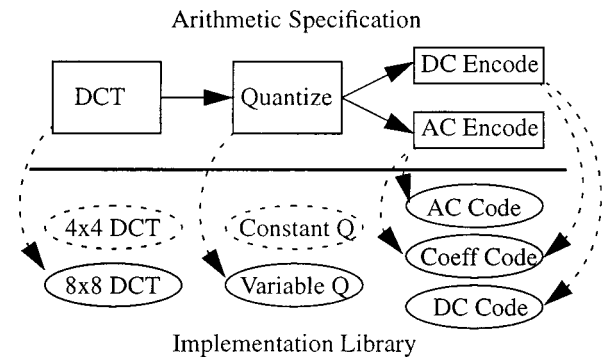 Arithmetic Specification
DCT
Quantize
DC Encode
AC Encode
4x4 DCT
Constant Q
AC Code
8x8 DCT
Variable Q
Coeff Code
DC Code
Implementation Library